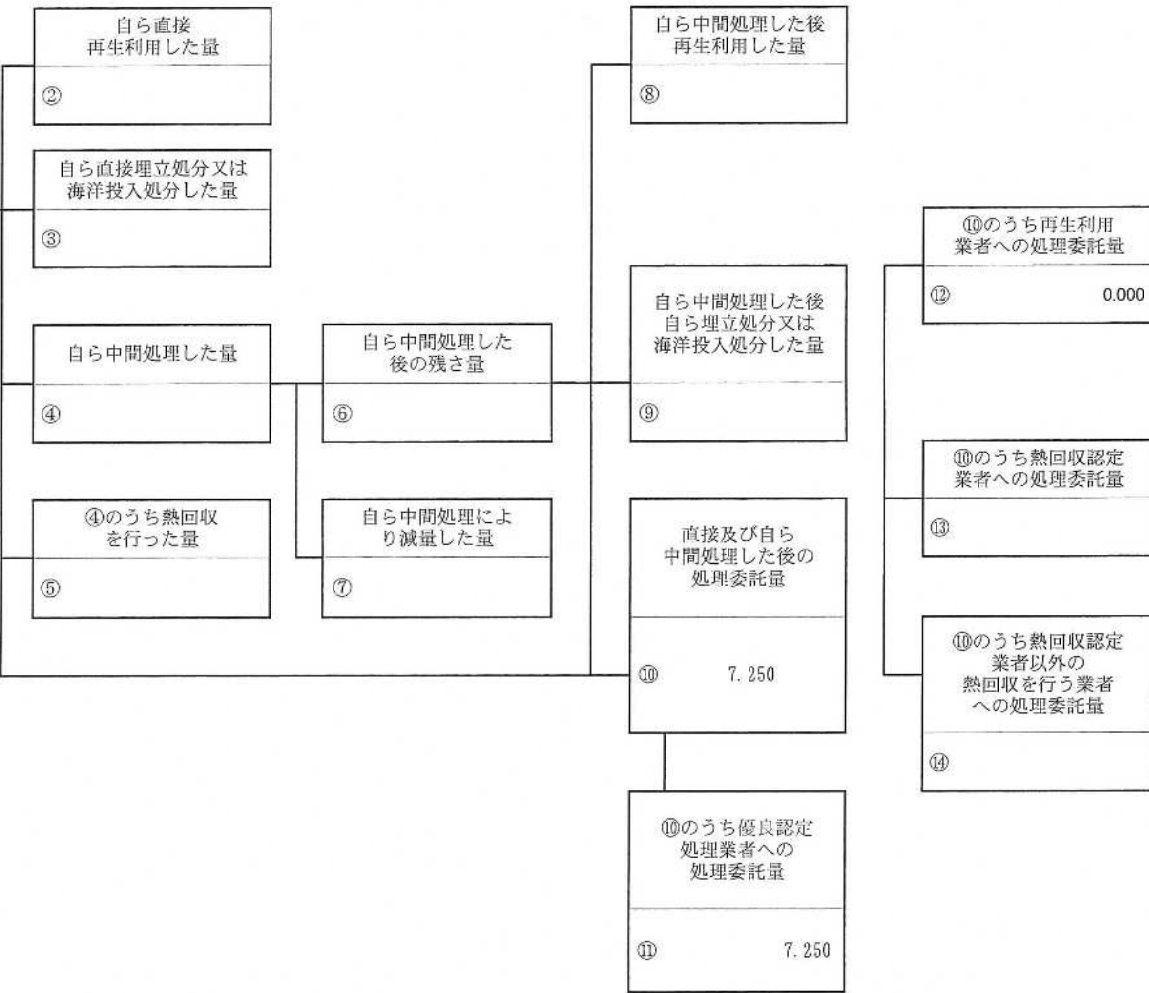 自ら直接
再生利用した量
②
自ら直接埋立処分又は
海洋投入処分した量
③
自ら中間処理した量
④
④のうち熱回収
を行った量
⑤
自ら中間処理した
後の残さ量
⑥
自ら中間処理によ
り減量した量
⑦
自ら中間処理した後
再生利用した量
⑧
自ら中間処理した後
自ら埋立処分又は
海洋投入処分した量
⑨
直接及び自ら
中間処理した後の
処理委託量
⑩ 7.250
⑩のうち優良認定
処理業者への
処理委託量
⑪ 7.250
⑩のうち再生利用
業者への処理委託量
⑫ 0.000
⑩のうち熱回収認定
業者への処理委託量
⑬
⑩のうち熱回収認定
業者以外の
熱回収を行う業者
への処理委託量
⑭